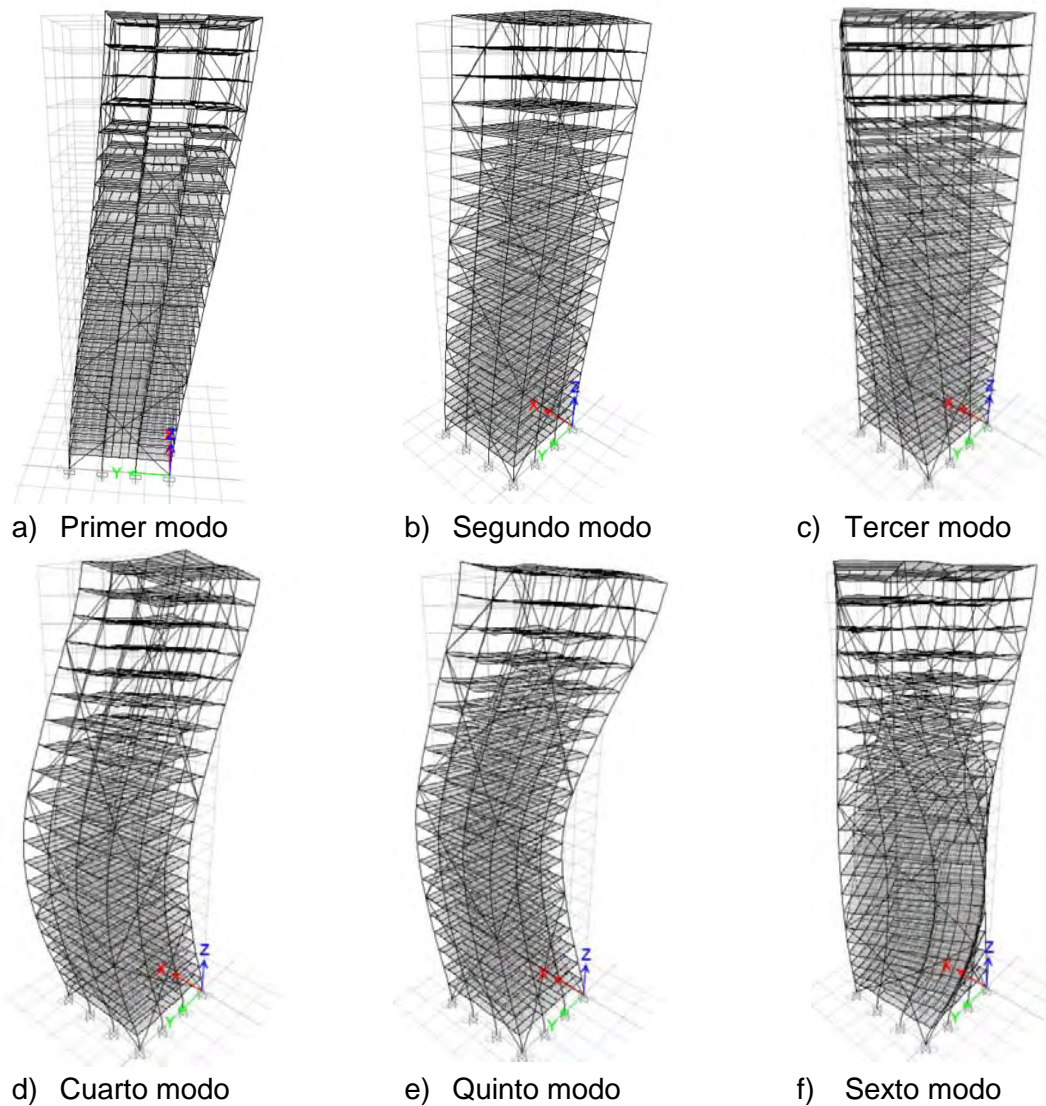 Z
Y
X
Z
Y
X
Z
Y
a) Primer modo b) Segundo modo c) Tercer modo
X
Z
Y
X
Z
Y
X
Z
Y
d) Cuarto modo e) Quinto modo f) Sexto modo